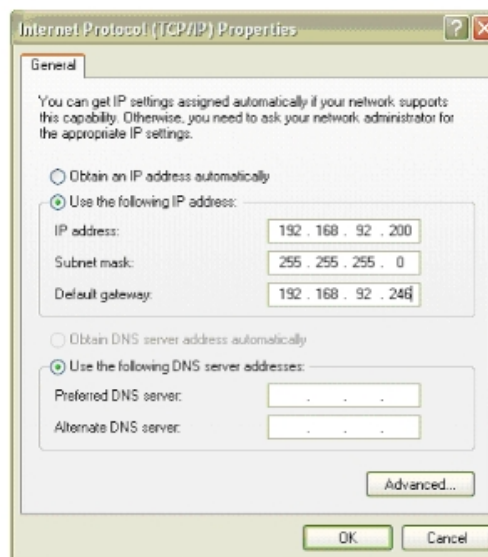 Internet Protocol (TCP/IP) Properties
General
You can get IP settings assigned automatically if your network supports
this capability. Otherwise, you need to ask your network administrator for
the appropriate IP settings.
Obtain an IP address automatically
Use the following IP address:
IP address: 192 . 168 . 92 . 200
Subnet mask: 255 . 255 . 255 . 0
Default gateway: 192 . 168 . 92 . 246
Obtain DNS server address automatically
Use the following DNS server addresses:
Preferred DNS server: . . .
Alternate DNS server: . . .
Advanced...
OK Cancel